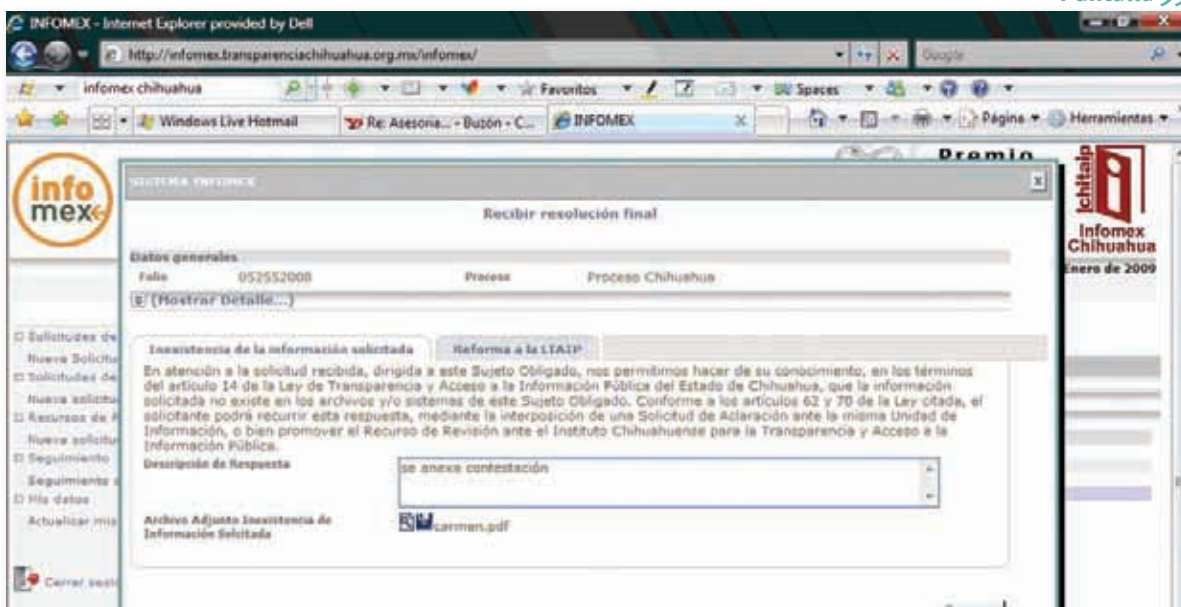 INFOMEX - Internet Explorer provided by Dell
http://infomex.transparenciachihuahua.org.mx/infomex/
Google
infomex chihuahua
Favoritos
Spaces
Windows Live Hotmail
Re: Asesoria... - Buzón - C...
INFOMEX
Página
Herramientas
Premio
info
mex
SISTEMA INFOMEX
x
Ichitaip
Infomex
Chihuahua
Enero de 2009
Recibir resolución final
Datos generales
Folio 052552008 Proceso Proceso Chihuahua
(Mostrar Detalle...)
Solicitudes de
Nueva Solicitu
Solicitudes de
Nueva solicitu
Recursos de R
Nueva solicitu
Seguimiento
Seguimiento
Mis datos
Actualizar mis
Cerrar sesi
Inexistencia de la información solicitada Reforma a la LTAIP
En atención a la solicitud recibida, dirigida a este Sujeto Obligado, nos permitimos hacer de su conocimiento, en los términos
del artículo 14 de la Ley de Transparencia y Acceso a la Información Pública del Estado de Chihuahua, que la información
solicitada no existe en los archivos y/o sistemas de este Sujeto Obligado. Conforme a los artículos 62 y 70 de la Ley citada, el
solicitante podrá recurrir esta respuesta, mediante la interposición de una Solicitud de Aclaración ante la misma Unidad de
Información, o bien promover el Recurso de Revisión ante el Instituto Chihuahuense para la Transparencia y Acceso a la
Información Pública.
Descripción de Respuesta
se anexa contestación
Archivo Adjunto Inexistencia de
Información Solicitada
carmen.pdf